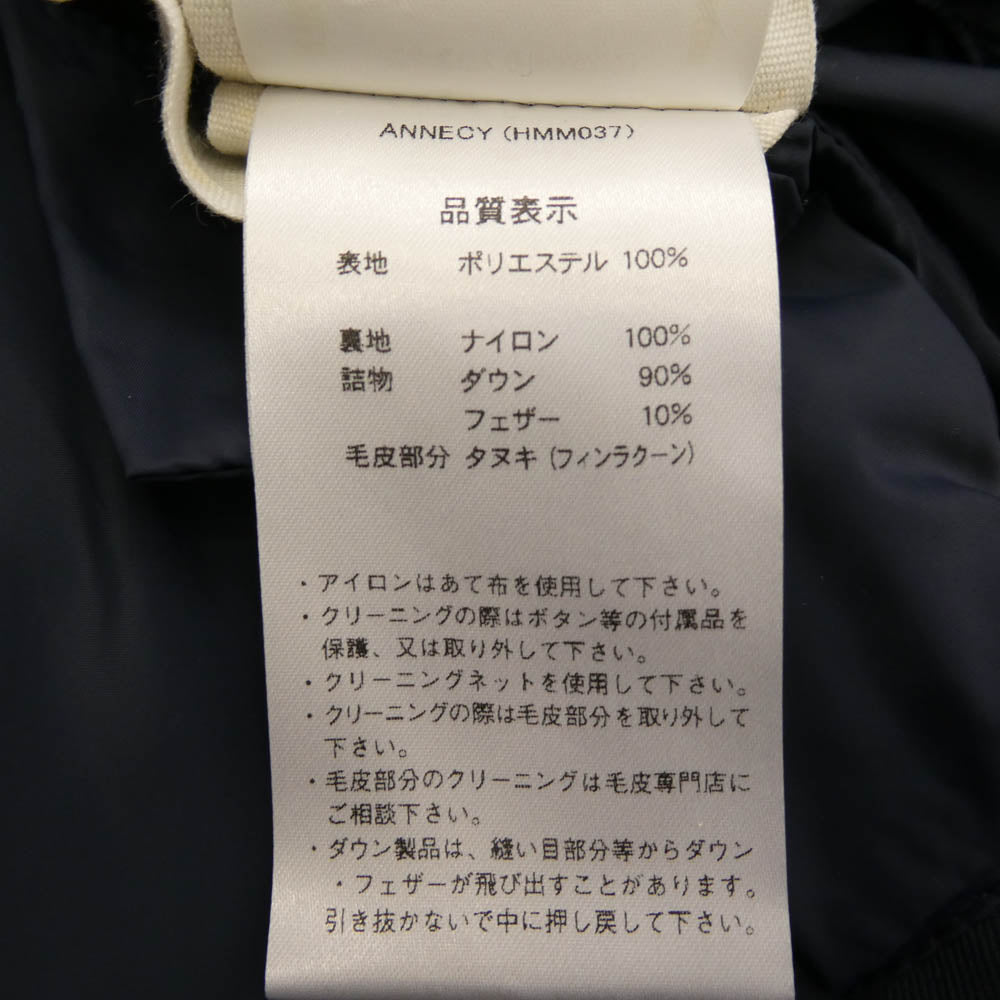 ANNECY (HMM037)
品質表示
表地 ポリエステル 100%
裏地 ナイロン 100%
詰物 ダウン 90%
フェザー 10%
毛皮部分 タヌキ (フィンラクーン)
・アイロンはあて布を使用して下さい。
・クリーニングの際はボタン等の付属品を
保護、又は取り外して下さい。
・クリーニングネットを使用して下さい。
・クリーニングの際は毛皮部分を取り外して
下さい。
・毛皮部分のクリーニングは毛皮専門店に
ご相談下さい。
・ダウン製品は、縫い目部分等からダウン
・フェザーが飛び出すことがあります。
引き抜かないで中に押し戻して下さい。